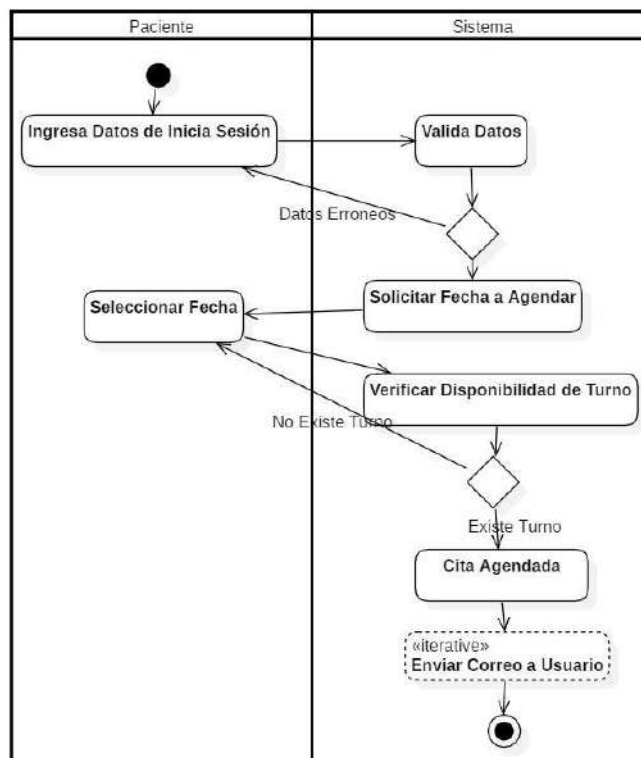 Paciente
Sistema
Ingresa Datos de Inicia Sesión
Valida Datos
Datos Erroneos
Solicitar Fecha a Agendar
Seleccionar Fecha
Verificar Disponibilidad de Turno
No Existe Turno
Existe Turno
Cita Agendada
«iterative»
Enviar Correo a Usuario